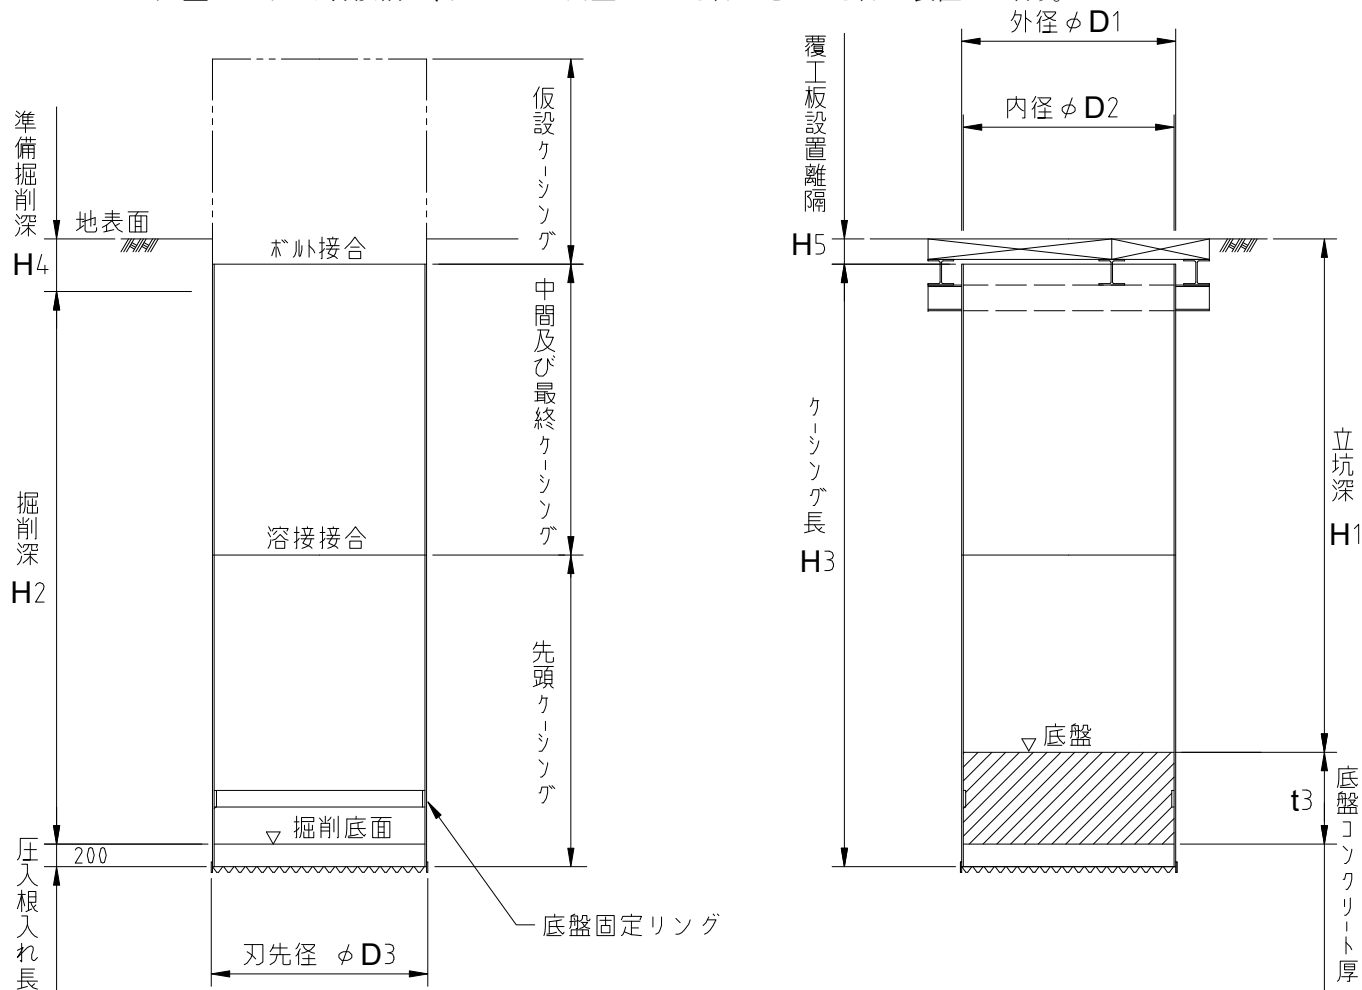 外径φD1
内径φD2
覆工板設置離隔
H5
仮設ケーシング
準備掘削深
H4
地表面
ボルト接合
中間及び最終ケーシング
ケーシング長
H3
立坑深
H1
溶接接合
掘削深
H2
先頭ケーシング
底盤
t3
底盤コンクリート厚
掘削底面
200
圧入根入れ長
底盤固定リング
刃先径 φD3